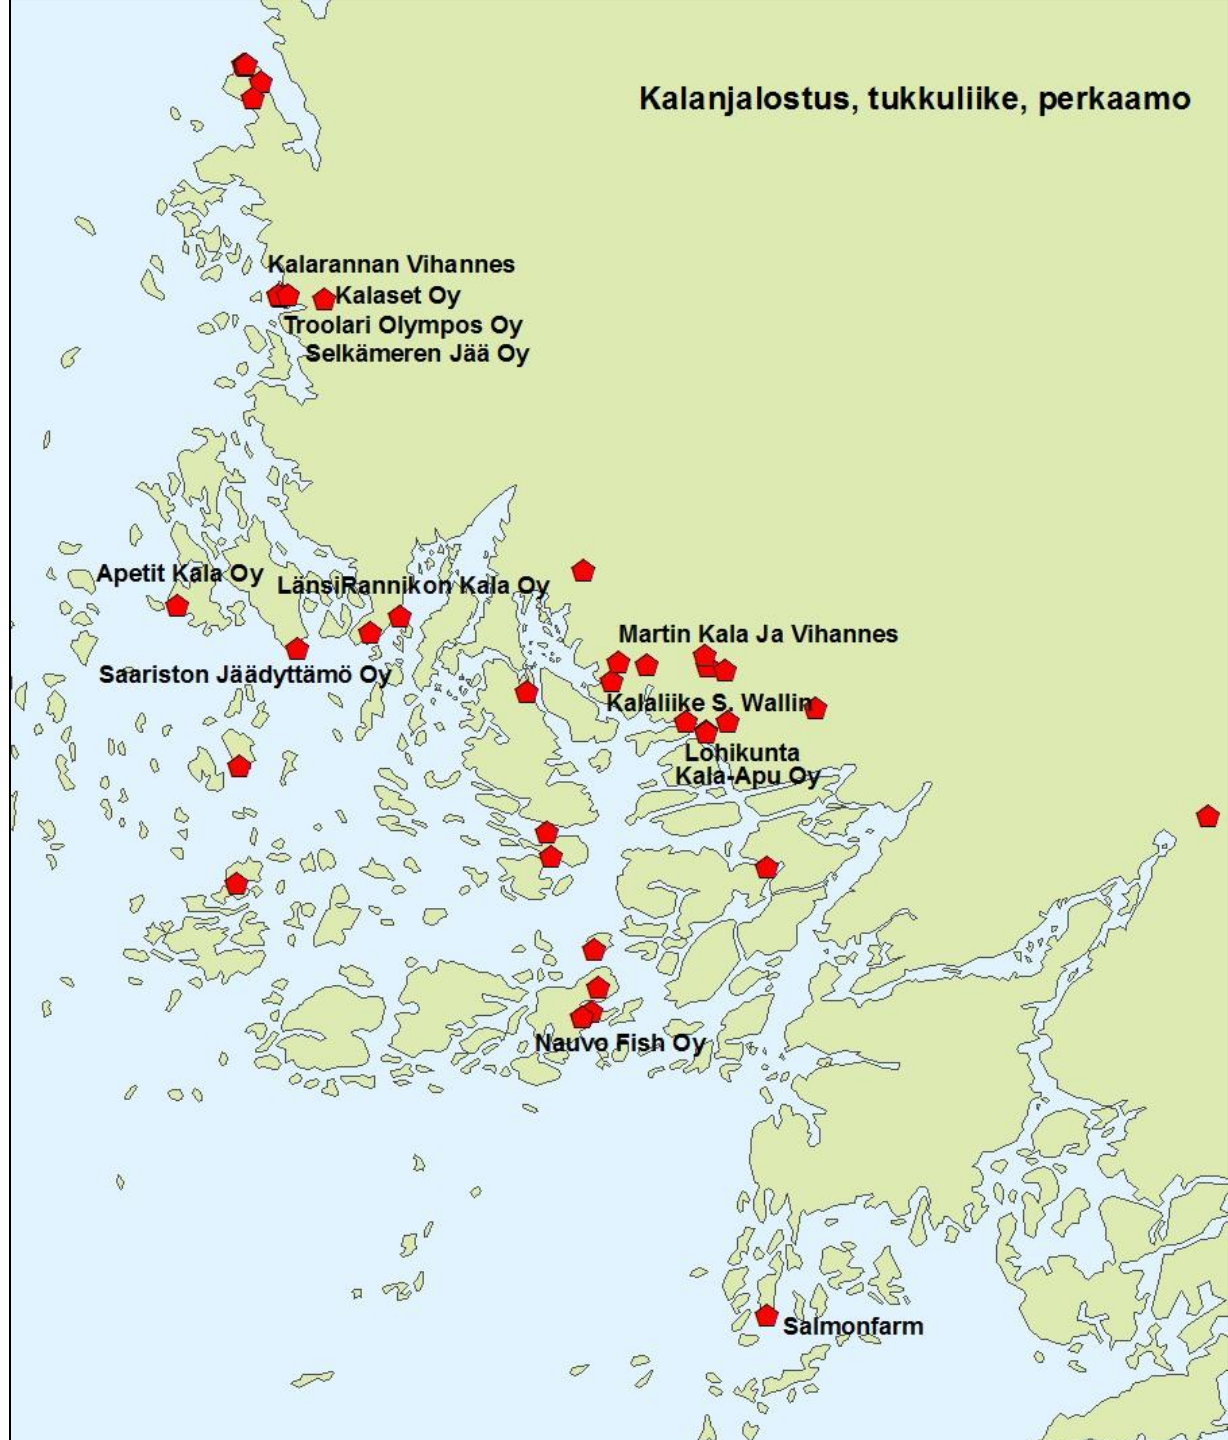 Kalanjalostus, tukkuliike, perkaamo
Kalarannan Vihannes
Kalaset Oy
Troolari Olympos Oy
Selkämeren Jää Oy
Apetit Kala Oy
LänsiRannikon Kala Oy
Martin Kala Ja Vihannes
Saariston Jäädyttämö Oy
Kalaliike S. Wallin
Lohikunta
Kala-Apu Oy
Nauvo Fish Oy
Salmonfarm